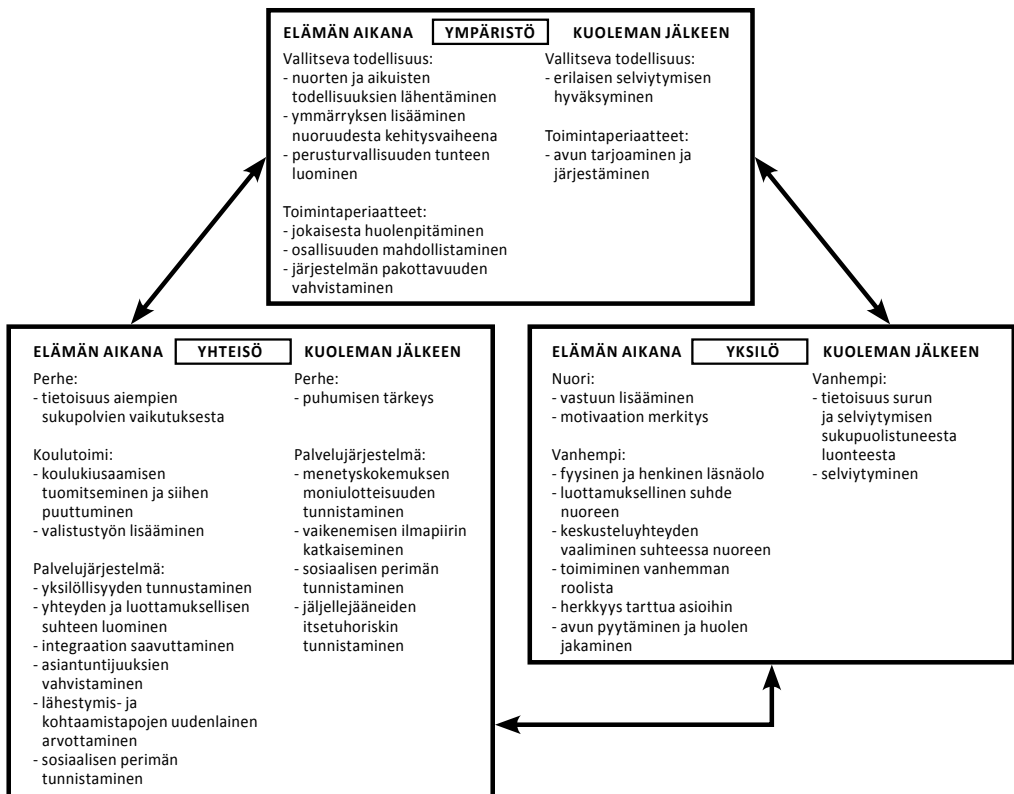 ELÄMÄN AIKANA YMPÄRISTÖ KUOLEMAN JÄLKEEN
Vallitseva todellisuus:
- nuorten ja aikuisten
todellisuuksien lähentäminen
- ymmärryksen lisääminen
nuoruudesta kehitysvaiheena
- perusturvallisuuden tunteen
luominen
Toimintaperiaatteet:
- jokaisesta huolenpitäminen
- osallisuuden mahdollistaminen
- järjestelmän pakottavuuden
vahvistaminen
Vallitseva todellisuus:
- erilaisen selviytymisen
hyväksyminen
Toimintaperiaatteet:
- avun tarjoaminen ja
järjestäminen
ELÄMÄN AIKANA YHTEISÖ KUOLEMAN JÄLKEEN
Perhe:
- tietoisuus aiempien
sukupolvien vaikutuksesta
Koulutoimi:
- koulukiusaamisen
tuomitseminen ja siihen
puuttuminen
- valistustyön lisääminen
Palvelujärjestelmä:
- yksilöllisyyden tunnustaminen
- yhteyden ja luottamuksellisen
suhteen luominen
- integraation saavuttaminen
- asiantuntijuuksien
vahvistaminen
- lähestymis- ja
kohtaamistapojen uudenlainen
arvottaminen
- sosiaalisen perimän
tunnistaminen
Perhe:
- puhumisen tärkeys
Palvelujärjestelmä:
- menetyskokemuksen
moniulotteisuuden
tunnistaminen
- vaikenemisen ilmapiirin
katkaiseminen
- sosiaalisen perimän
tunnistaminen
- jäljellejääneiden
itsetuhoriskin
tunnistaminen
ELÄMÄN AIKANA YKSILÖ KUOLEMAN JÄLKEEN
Nuori:
- vastuun lisääminen
- motivaation merkitys
Vanhempi:
- fyysinen ja henkinen läsnäolo
- luottamuksellinen suhde
nuoreen
- keskusteluyhteyden
vaaliminen suhteessa nuoreen
- toimiminen vanhemman
roolista
- herkkyys tarttua asioihin
- avun pyytäminen ja huolen
jakaminen
Vanhempi:
- tietoisuus surun
ja selviytymisen
sukupuolistuneesta
luonteesta
- selviytyminen